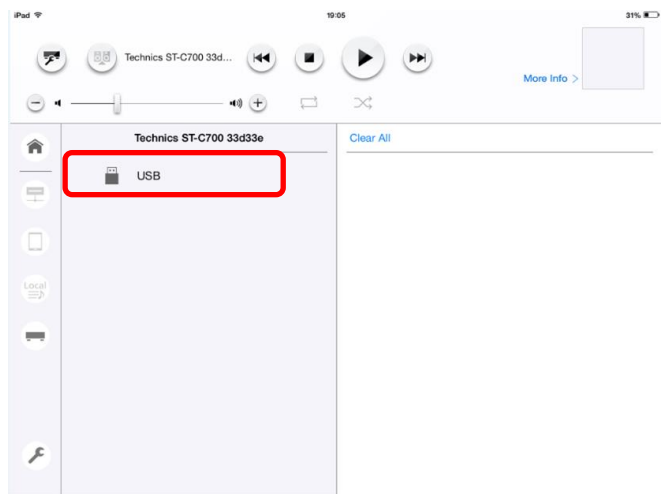 iPad 19:05 31%
Technics ST-C700 33d...
More Info >
Technics ST-C700 33d33e
Clear All
USB
Local